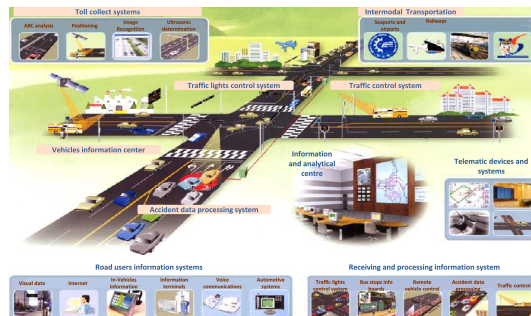 Toll collect systems
ABC analysis
Positioning
Image
Recognition
Ultrasonic
determination
Intermodal Transportation
Seaports and
airports
Railways
Traffic lights control system
Traffic control system
Vehicles information center
Information
and analytical
centre
Telematic devices and
systems
Accident data processing system
Road users information systems
Visual data
Internet
In-Vehicles
information
Information
terminals
Voice
communications
Automotive
systems
Receiving and processing information system
Traffic lights
control system
Bus stops info
boards
Remote
vehicle control
Accident data
processing
Traffic control